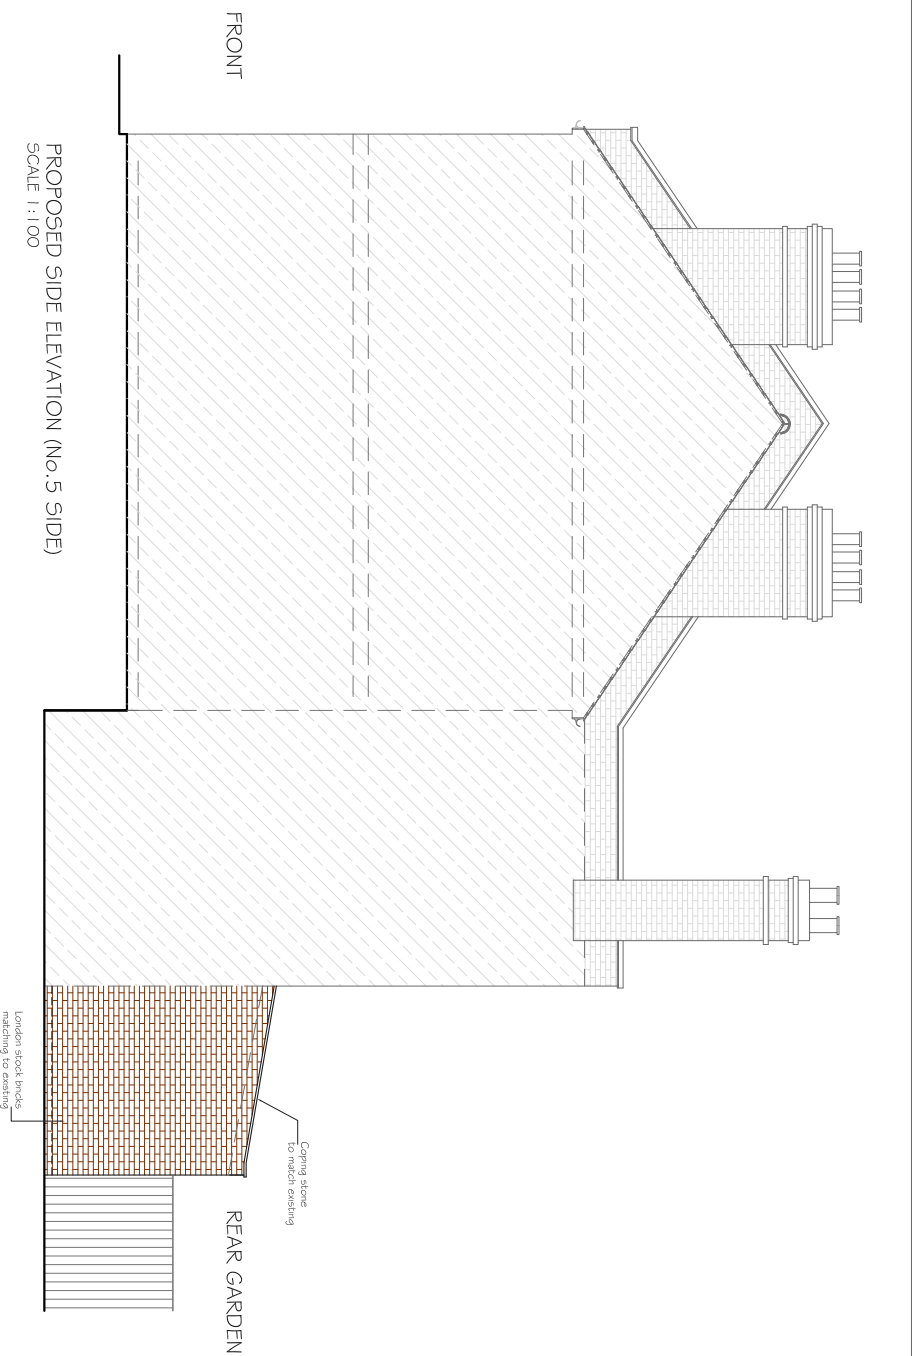 FRONT
REAR GARDEN
Coping stone
to match existing
London stock bricks
matching to existing
PROPOSED SIDE ELEVATION (No.5 SIDE)
SCALE 1:100